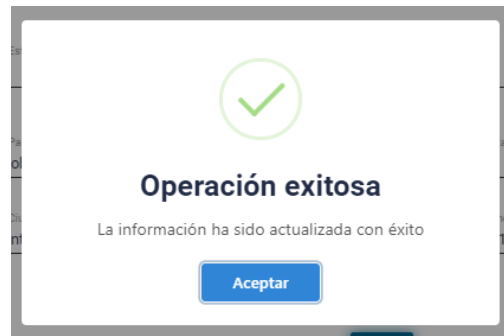 Operación exitosa
La información ha sido actualizada con éxito
Aceptar